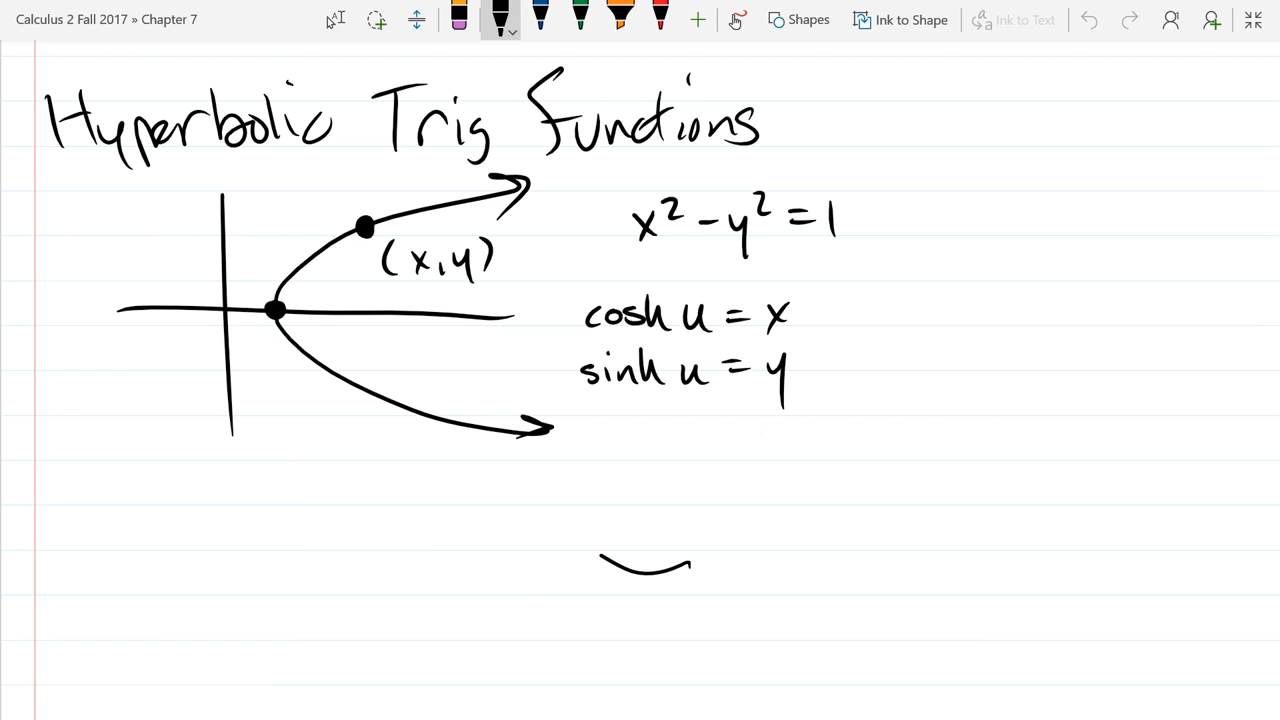 Calculus 2 Fall 2017 » Chapter 7
Shapes
Ink to Shape
Ink to Text
Hyperbolic Trig Functions
x² - y² = 1
(x,y)
cosh u = x
sinh u = y